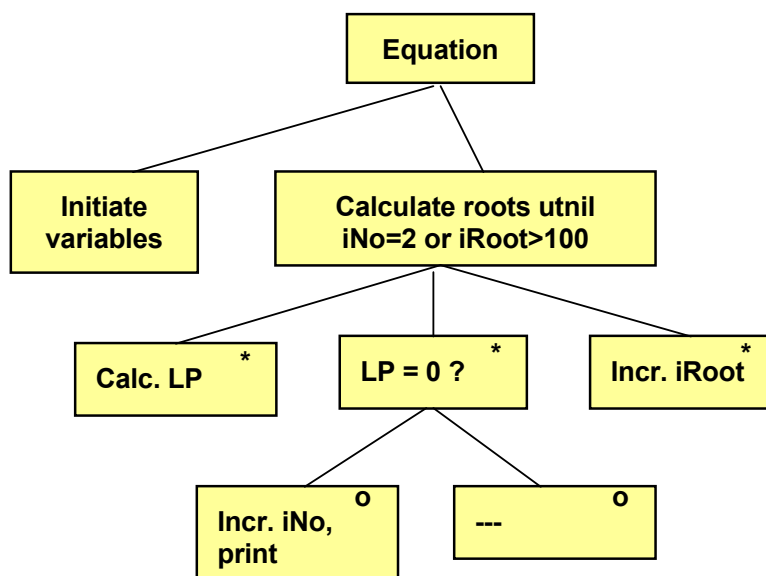 Equation
Initiate
variables
Calculate roots utnil
iNo=2 or iRoot>100
Calc. LP *
LP = 0 ? *
Incr. iRoot *
Incr. iNo, o
print
--- o